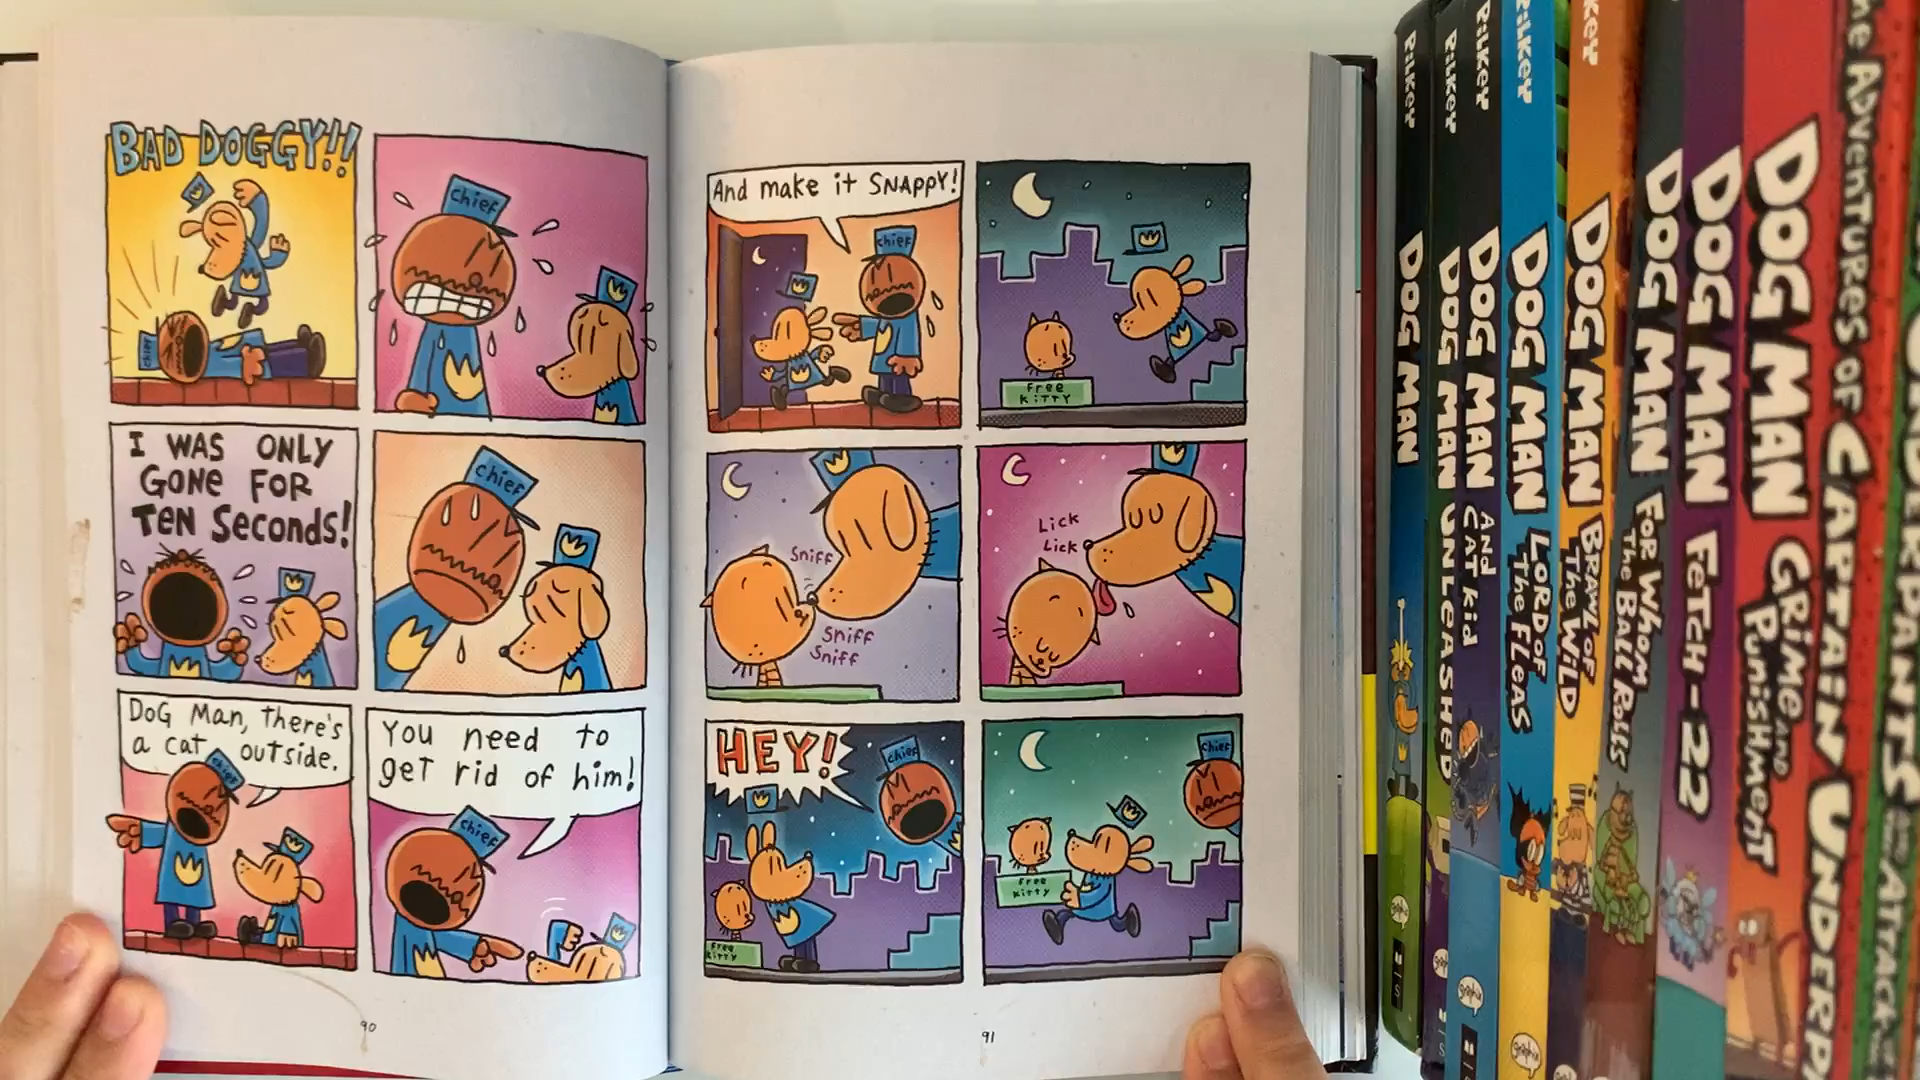 BAD DOGGY!!
chief
chief
I WAS ONLY
GONE FOR
TEN Seconds!
chief
DOG Man, there's
a cat outside.
chief
You need to
get rid of him!
chief
90
And make it SNAPPY!
chief
Free
Kitty
Sniff
Sniff
Sniff
Lick
Lick
HEY!
chief
Free
Kitty
chief
Free
Kitty
91
Pilkey
DOG MAN
Pilkey
DOG MAN UNLEASHED
Pilkey
DOG MAN And CAT Kid
graphix
Pilkey
DOG MAN LORD OF The FLEAS
graphix
DOG MAN BRAWL OF The WILD
DOG MAN FOR Whom The BALL ROLLS
DOG MAN FETCH-22
DOG MAN GRIME AND PUNISHMENT
The ADVENTURES OF CAPTAIN UNDERP